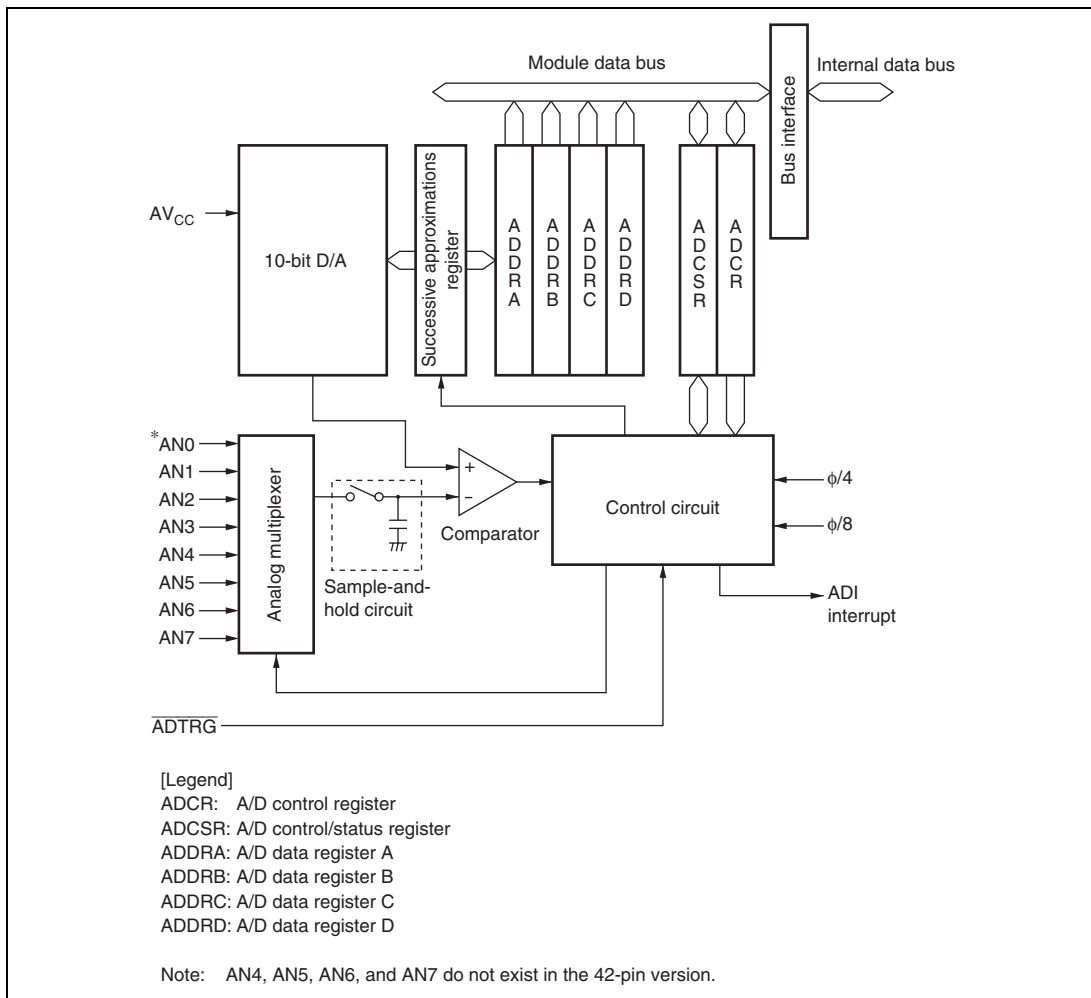 Module data bus
Internal data bus
Bus interface
AVCC
10-bit D/A
Successive approximations
register
ADDRA
ADDRB
ADDRC
ADDRD
ADCSR
ADCR
*AN0
AN1
AN2
AN3
AN4
AN5
AN6
AN7
Analog multiplexer
Sample-and-
hold circuit
+
−
Comparator
Control circuit
ϕ/4
ϕ/8
ADI
interrupt
ADTRG
[Legend]
ADCR: A/D control register
ADCSR: A/D control/status register
ADDRA: A/D data register A
ADDRB: A/D data register B
ADDRC: A/D data register C
ADDRD: A/D data register D
Note: AN4, AN5, AN6, and AN7 do not exist in the 42-pin version.